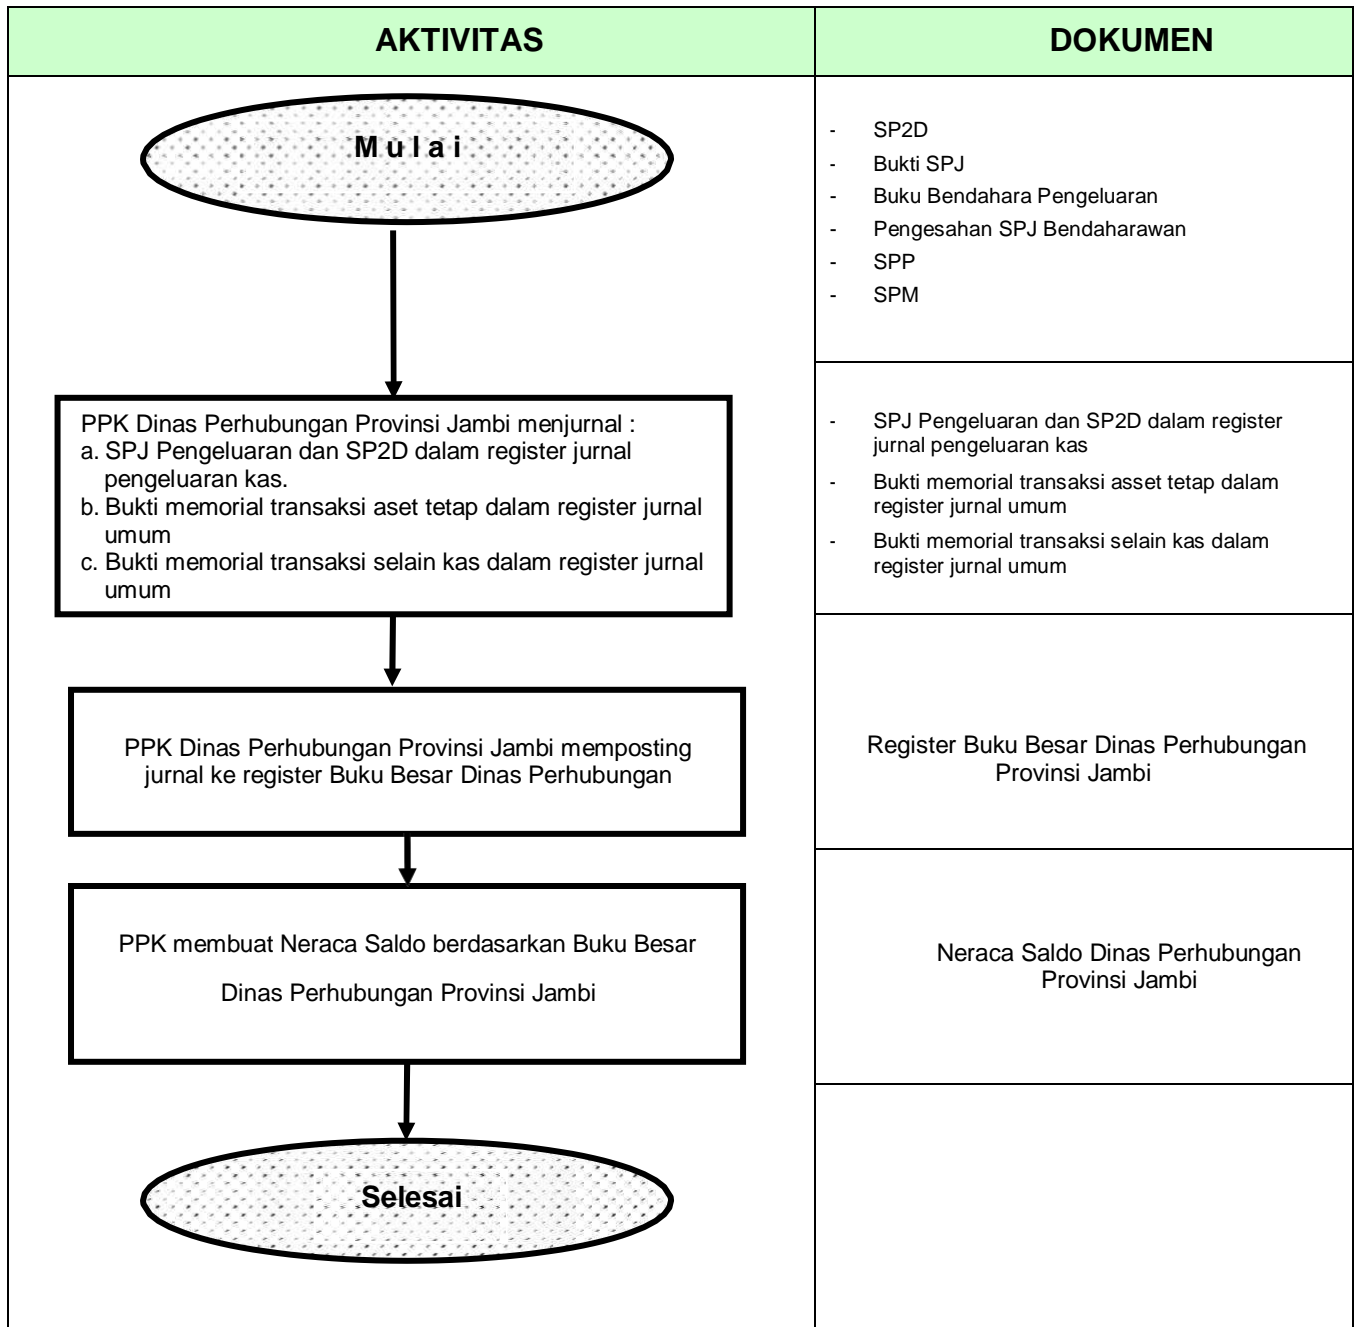 AKTIVITAS
DOKUMEN
M u l a i
- SP2D
- Bukti SPJ
- Buku Bendahara Pengeluaran
- Pengesahan SPJ Bendaharawan
- SPP
- SPM
PPK Dinas Perhubungan Provinsi Jambi menjurnal :
a. SPJ Pengeluaran dan SP2D dalam register jurnal
pengeluaran kas.
b. Bukti memorial transaksi aset tetap dalam register jurnal
umum
c. Bukti memorial transaksi selain kas dalam register jurnal
umum
- SPJ Pengeluaran dan SP2D dalam register
jurnal pengeluaran kas
- Bukti memorial transaksi asset tetap dalam
register jurnal umum
- Bukti memorial transaksi selain kas dalam
register jurnal umum
PPK Dinas Perhubungan Provinsi Jambi memposting
jurnal ke register Buku Besar Dinas Perhubungan
Register Buku Besar Dinas Perhubungan
Provinsi Jambi
PPK membuat Neraca Saldo berdasarkan Buku Besar
Dinas Perhubungan Provinsi Jambi
Neraca Saldo Dinas Perhubungan
Provinsi Jambi
Selesai